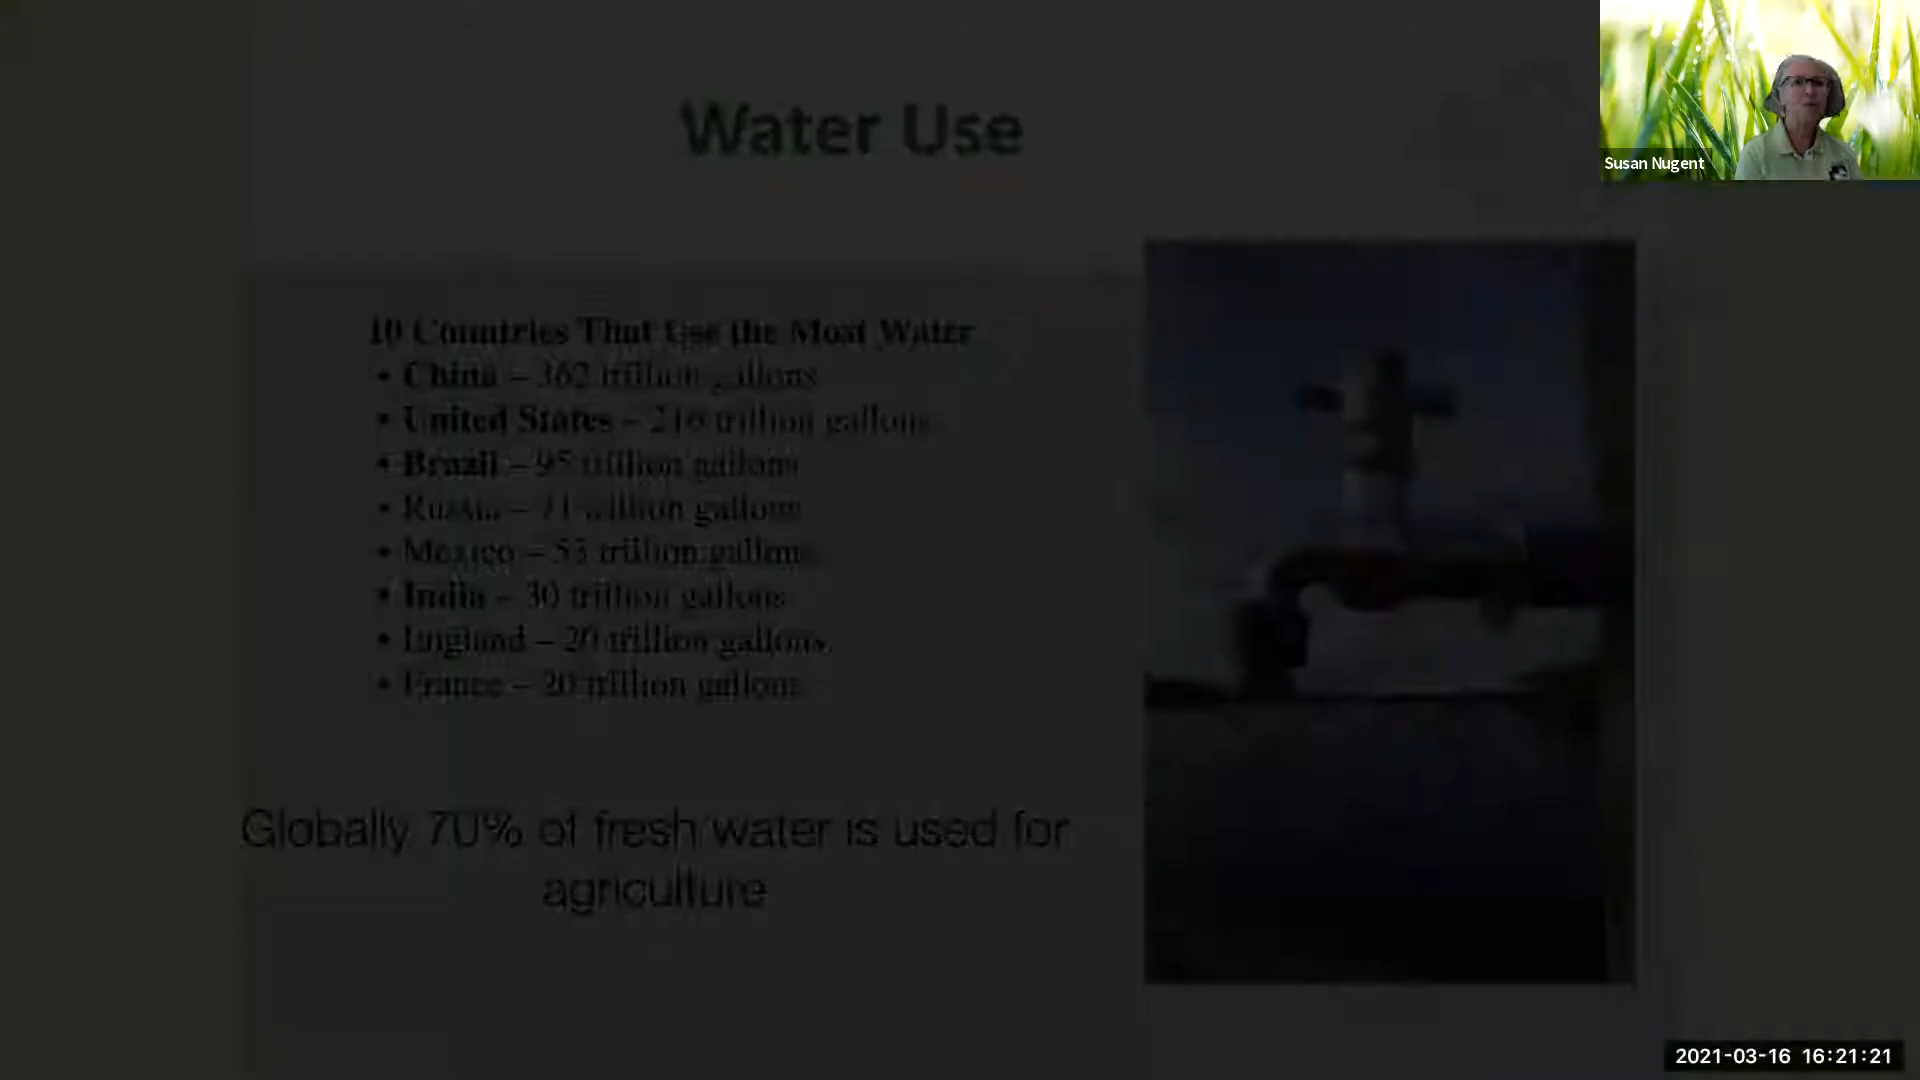 Water Use
Susan Nugent
10 Countries That Use the Most Water
• China – 362 trillion gallons
• United States – 216 trillion gallons
• Brazil – 95 trillion gallons
• Russia – 71 trillion gallons
• Mexico – 53 trillion gallons
• India – 30 trillion gallons
• England – 20 trillion gallons
• France – 20 trillion gallons
Globally 70% of fresh water is used for
agriculture
2021-03-16 16:21:21